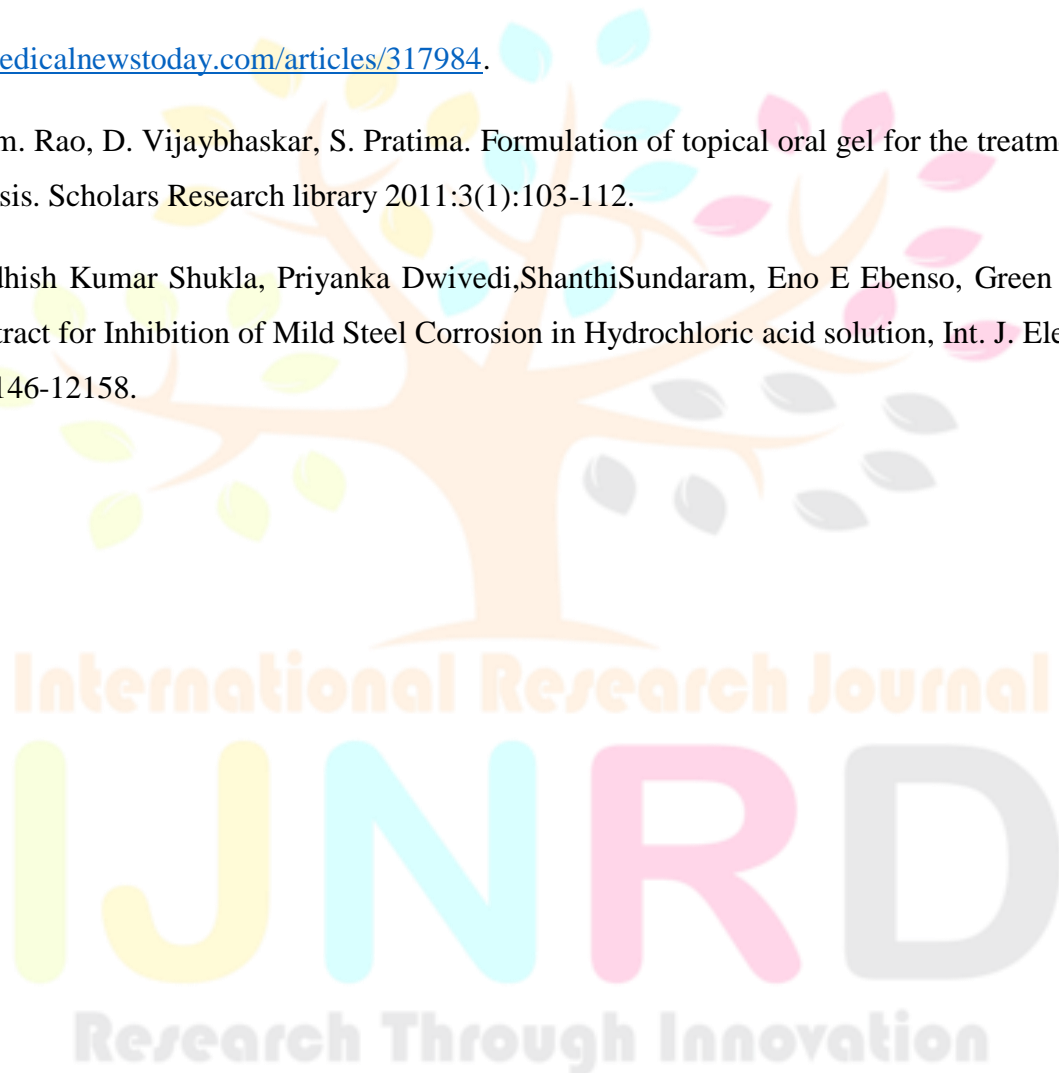 edicalnewstoday.com/articles/317984.
m. Rao, D. Vijaybhaskar, S. Pratima. Formulation of topical oral gel for the treatm
sis. Scholars Research library 2011:3(1):103-112.
dhish Kumar Shukla, Priyanka Dwivedi,ShanthiSundaram, Eno E Ebenso, Green
tract for Inhibition of Mild Steel Corrosion in Hydrochloric acid solution, Int. J. Ele
146-12158.
International Research Journal
IJNRD
Research Through Innovation